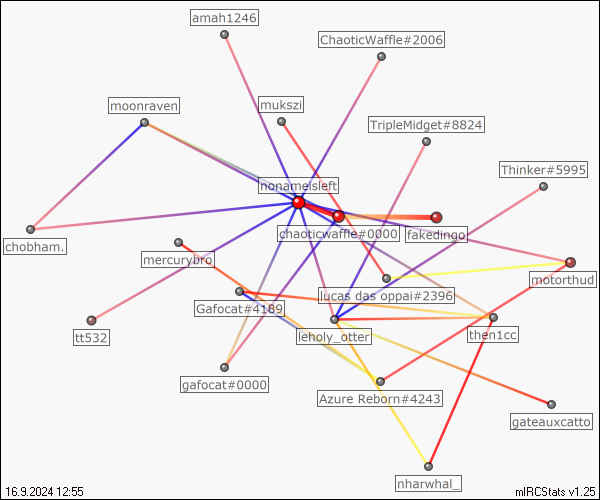 amah1246
ChaoticWaffle#2006
moonraven
mukszi
TripleMidget#8824
Thinker#5995
nonameisleft
chaoticwaffle#0000
fakedingo
chobham.
mercurybro
motorthud
lucas das oppai#2396
Gafocat#4189
tt532
leholy_otter
then1cc
gafocat#0000
Azure Reborn#4243
gateauxcatto
nharwhal_
16.9.2024 12:55
mIRCStats v1.25